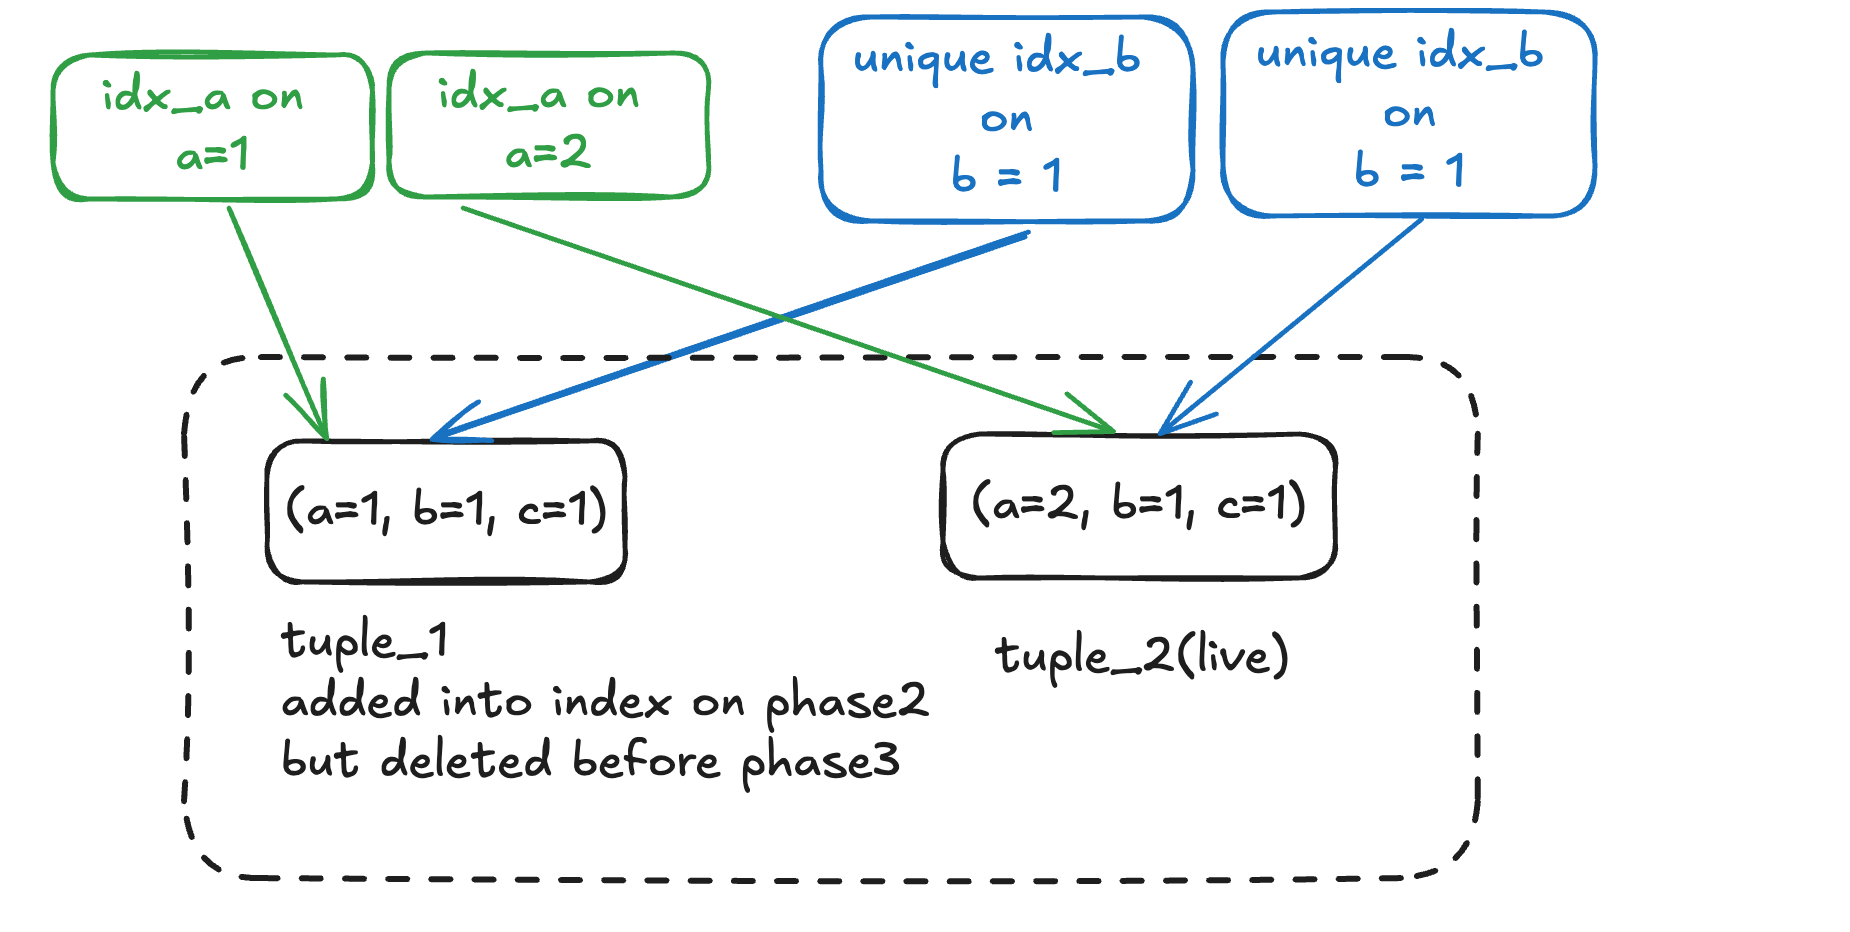 idx_a on
a=1
idx_a on
a=2
unique idx_b
on
b = 1
unique idx_b
on
b = 1
(a=1, b=1, c=1)
(a=2, b=1, c=1)
tuple_1
added into index on phase2
but deleted before phase3
tuple_2(live)